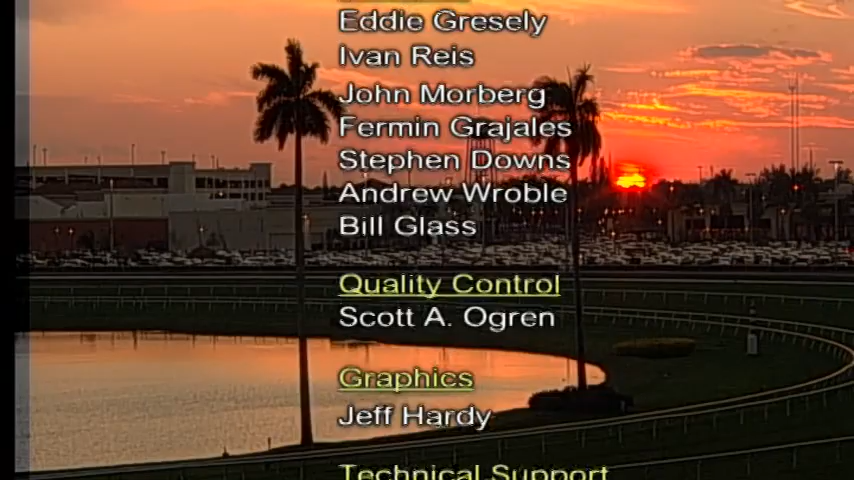 Eddie Gresely
Ivan Reis
John Morberg
Fermin Grajales
Stephen Downs
Andrew Wroble
Bill Glass
Quality Control
Scott A. Ogren
Graphics
Jeff Hardy
Technical Support